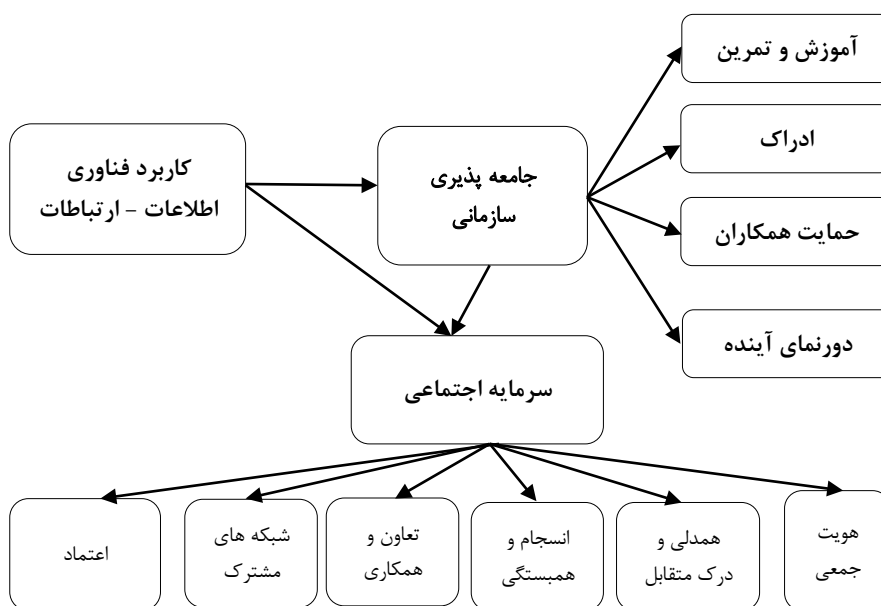 آموزش و تمرین
ادراک
حمایت همکاران
دورنمای آینده
جامعه پذیری
سازمانی
کاربرد فناوری
اطلاعات – ارتباطات
سرمایه اجتماعی
هویت
جمعی
همدلی و
درک متقابل
انسجام و
همبستگی
تعاون و
همکاری
شبکه های
مشترک
اعتماد